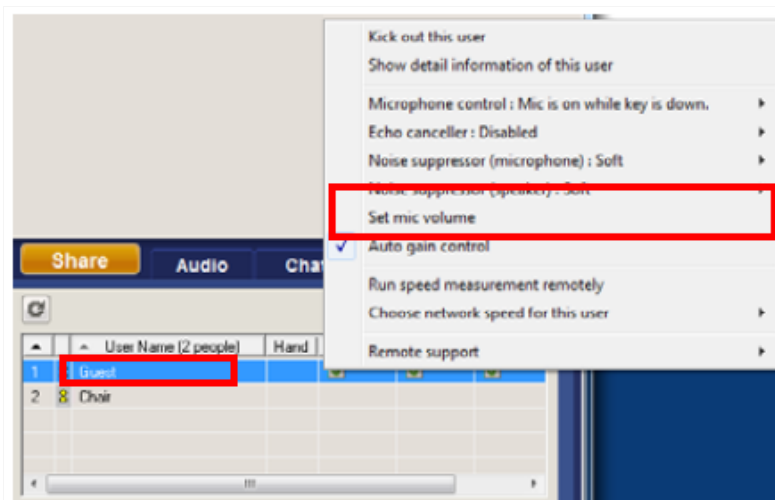 Kick out this user
Show detail information of this user
Microphone control : Mic is on while key is down.
Echo canceller : Disabled
Noise suppressor (microphone) : Soft
Noise suppressor (speaker) : Soft
Set mic volume
Auto gain control
Run speed measurement remotely
Choose network speed for this user
Remote support
Share Audio
User Name (2 people) Hand
1 Guest
2 Chair